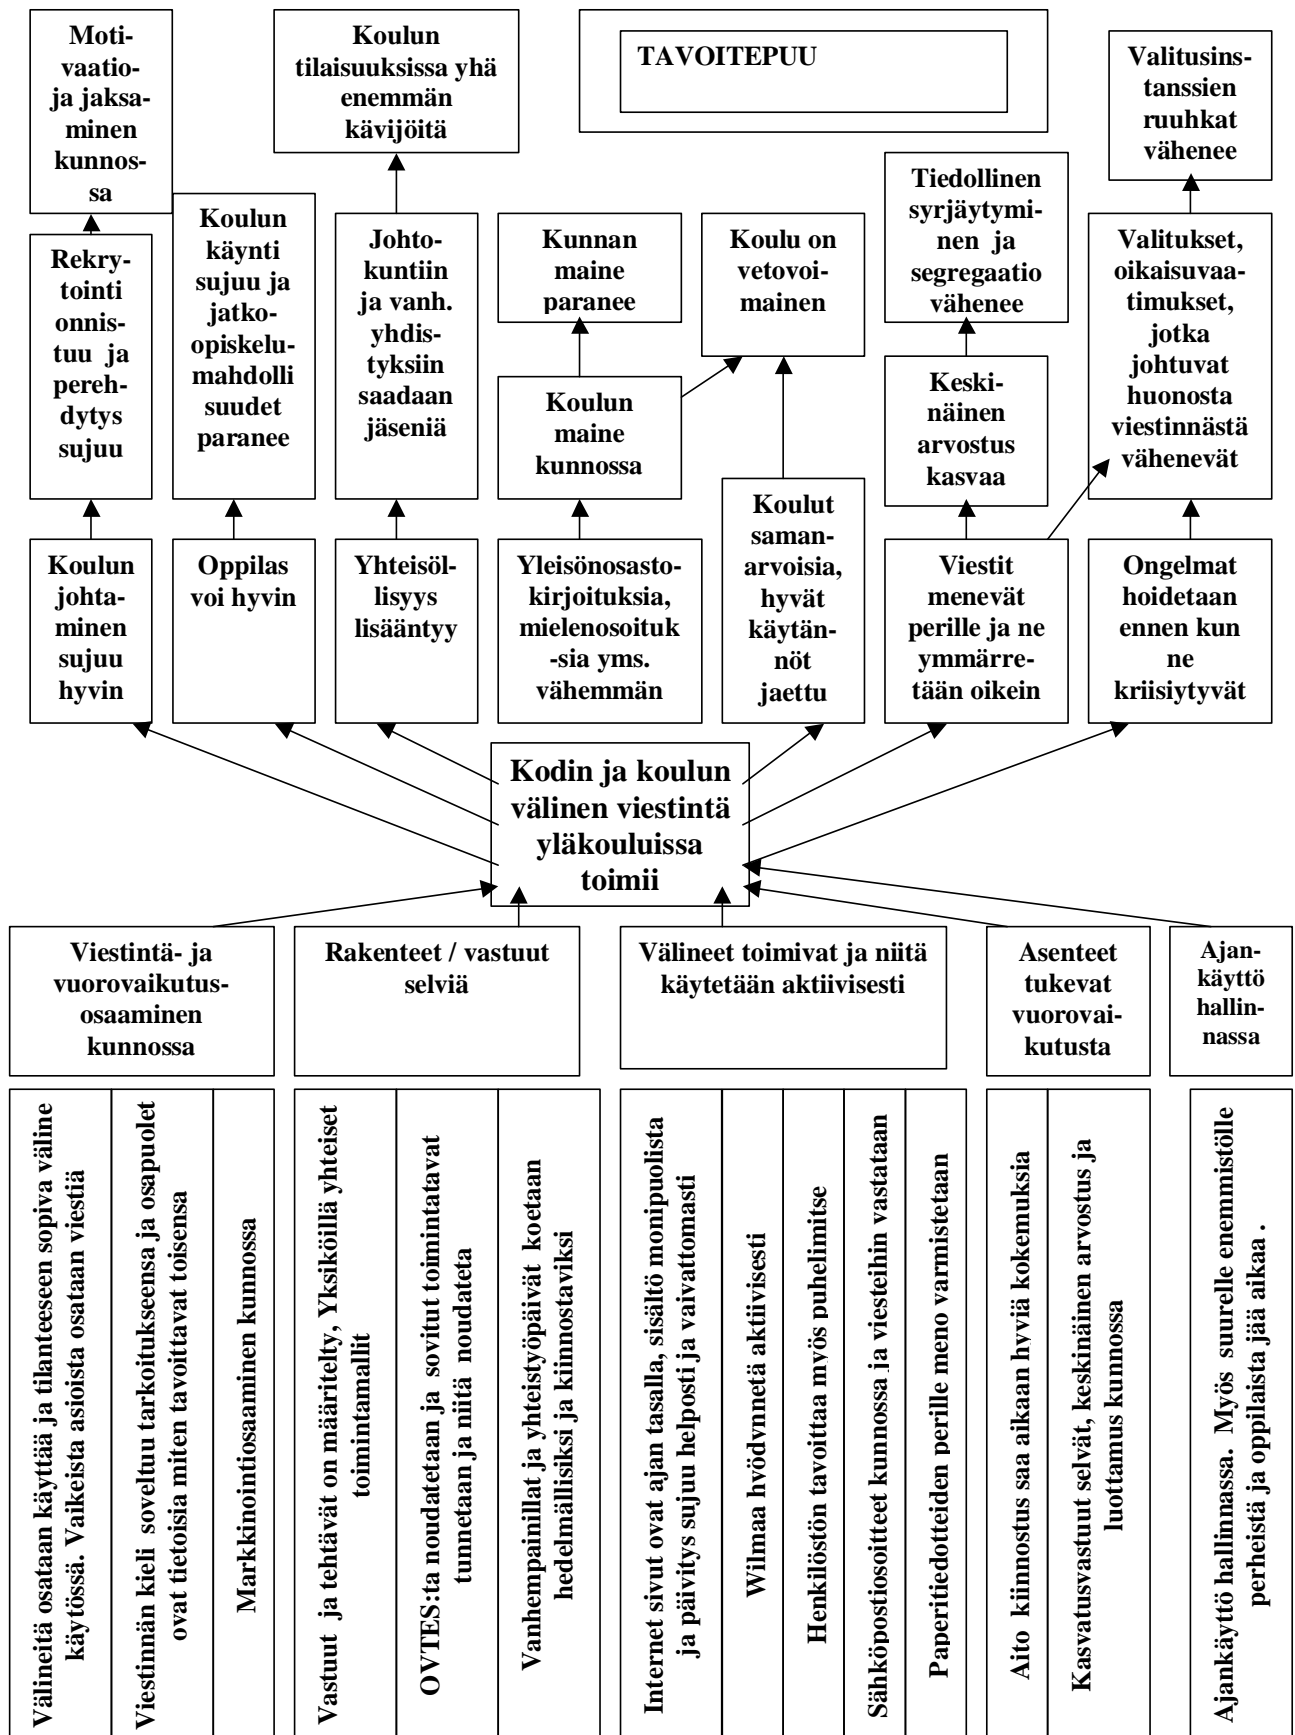 TAVOITEPUU
Moti-
vaatio-
ja jaksa-
minen
kunnos-
sa
Koulun
tilaisuuksissa yhä
enemmän
kävijöitä
Valitusins-
tanssien
ruuhkat
vähenee
Rekry-
tointi
onnis-
tuu ja
pereh-
dytys
sujuu
Koulun
käynti
sujuu ja
jatko-
opiskelu-
mahdolli
suudet
paranee
Johto-
kuntiin
ja vanh.
yhdis-
tyksiin
saadaan
jäseniä
Kunnan
maine
paranee
Koulu on
vetovoi-
mainen
Tiedollinen
syrjäytymi-
nen ja
segregaatio
vähenee
Valitukset,
oikaisuvaa-
timukset,
jotka
johtuvat
huonosta
viestinnästä
vähenevät
Koulun
maine
kunnossa
Keski-
näinen
arvostus
kasvaa
Koulun
johta-
minen
sujuu
hyvin
Oppilas
voi hyvin
Yhteisöl-
lisyys
lisääntyy
Yleisönosasto-
kirjoituksia,
mielenosoituk
-sia yms.
vähemmän
Koulut
saman-
arvoisia,
hyvät
käytän-
nöt
jaettu
Viestit
menevät
perille ja ne
ymmärre-
tään oikein
Ongelmat
hoidetaan
ennen kun
ne
kriisiytyvät
Kodin ja koulun
välinen viestintä
yläkouluissa
toimii
Viestintä- ja
vuorovaikutus-
osaaminen
kunnossa
Rakenteet / vastuut
selviä
Välineet toimivat ja niitä
käytetään aktiivisesti
Asenteet
tukevat
vuorovai-
kutusta
Ajan-
käyttö
hallin-
nassa
Välineitä osataan käyttää ja tilanteeseen sopiva väline
käytössä. Vaikeista asioista osataan viestiä
Viestinnän kieli soveltuu tarkoitukseensa ja osapuolet
ovat tietoisia miten tavoittavat toisensa
Markkinointiosaaminen kunnossa
Vastuut ja tehtävät on määritelty, Yksiköillä yhteiset
toimintamallit
OVTES:ta noudatetaan ja sovitut toimintatavat
tunnetaan ja niitä noudateta
Vanhempainillat ja yhteistyöpäivät koetaan
hedelmällisiksi ja kiinnostaviksi
Internet sivut ovat ajan tasalla, sisältö monipuolista
ja päivitys sujuu helposti ja vaivattomasti
Wilmaa hyödynnetä aktiivisesti
Henkilöstön tavoittaa myös puhelimitse
Sähköpostiosoitteet kunnossa ja viesteihin vastataan
Paperitiedotteiden perille meno varmistetaan
Aito kiinnostus saa aikaan hyviä kokemuksia
Kasvatusvastuut selvät, keskinäinen arvostus ja
luottamus kunnossa
Ajankäyttö hallinnassa. Myös suurelle enemmistölle
perheistä ja oppilaista jää aikaa .